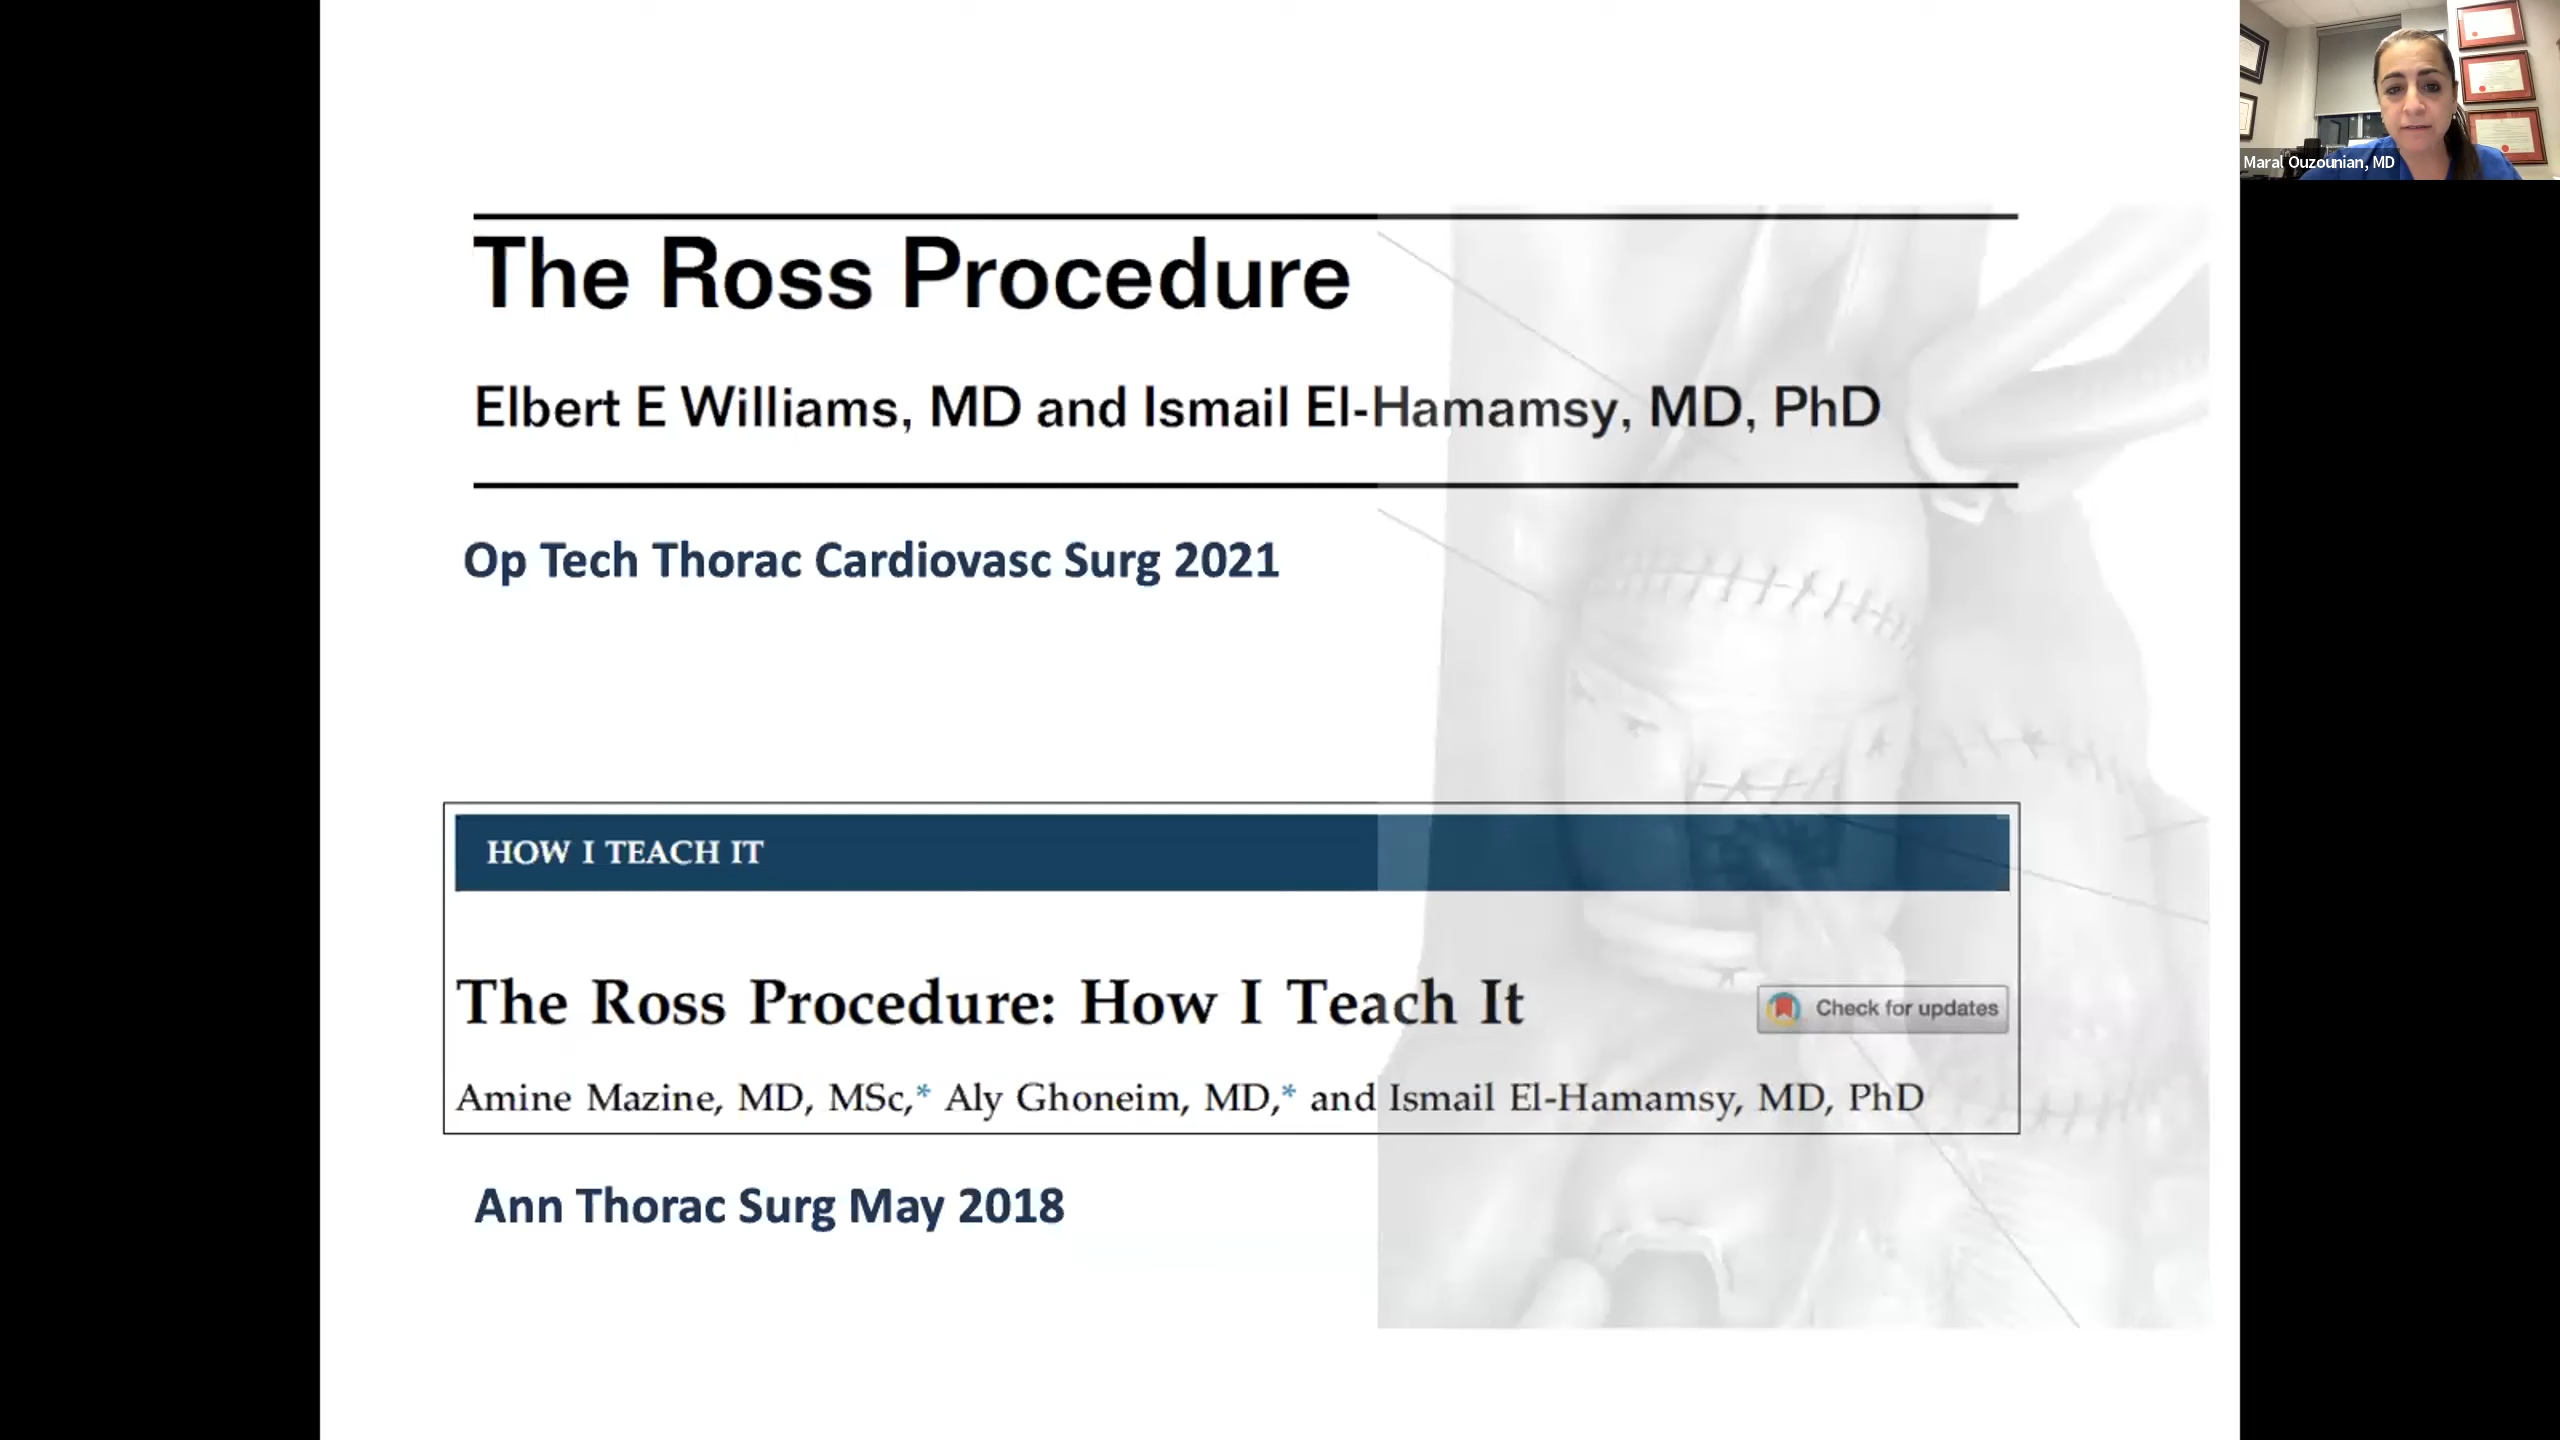 Maral Ouzounian, MD
The Ross Procedure
Elbert E Williams, MD and Ismail El-Hamamsy, MD, PhD
Op Tech Thorac Cardiovasc Surg 2021
HOW I TEACH IT
The Ross Procedure: How I Teach It
Check for updates
Amine Mazine, MD, MSc,* Aly Ghoneim, MD,* and Ismail El-Hamamsy, MD, PhD
Ann Thorac Surg May 2018